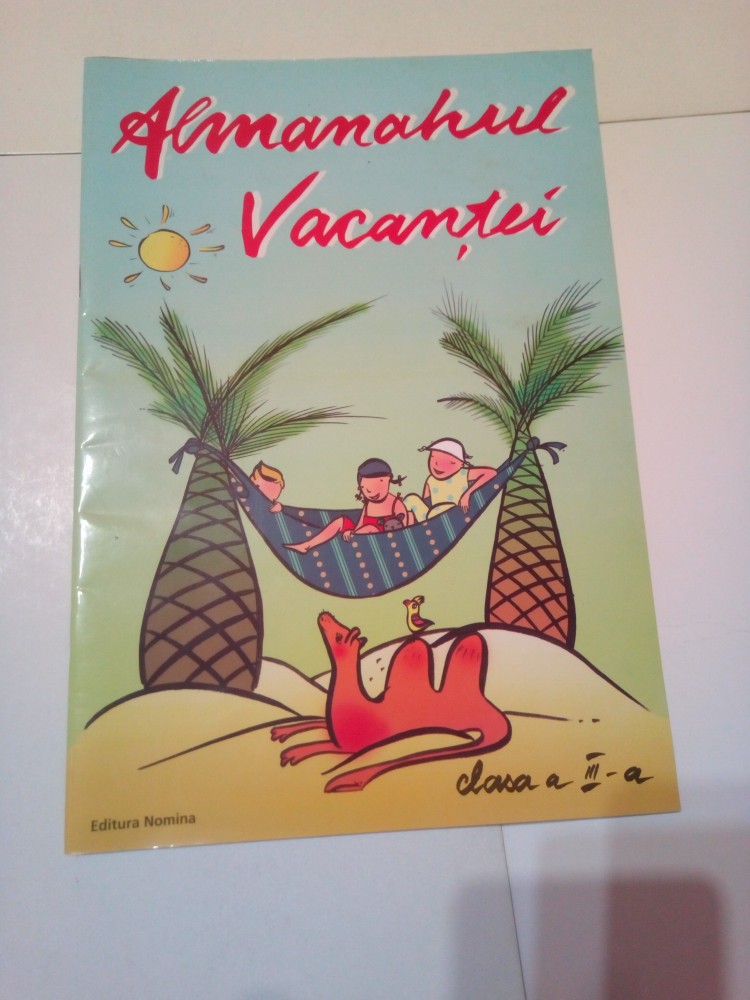 Almanahul
Vacanței
clasa a III-a
Editura Nomina